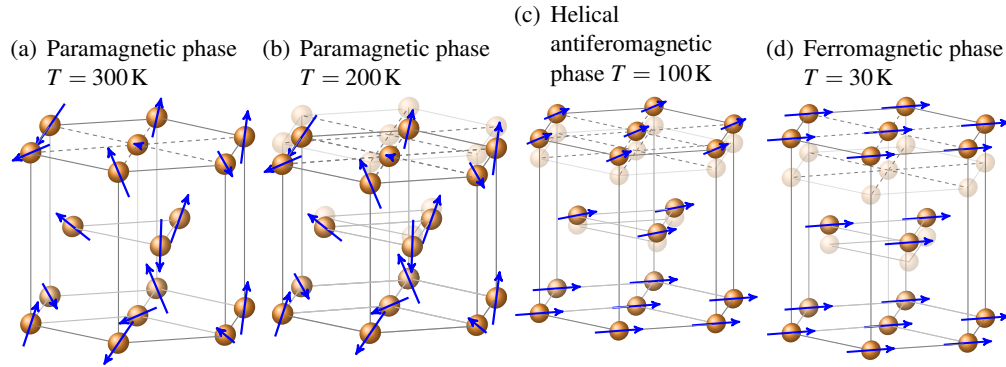 (a) Paramagnetic phase
T = 300 K
(b) Paramagnetic phase
T = 200 K
(c) Helical
antiferomagnetic
phase T = 100 K
(d) Ferromagnetic phase
T = 30 K